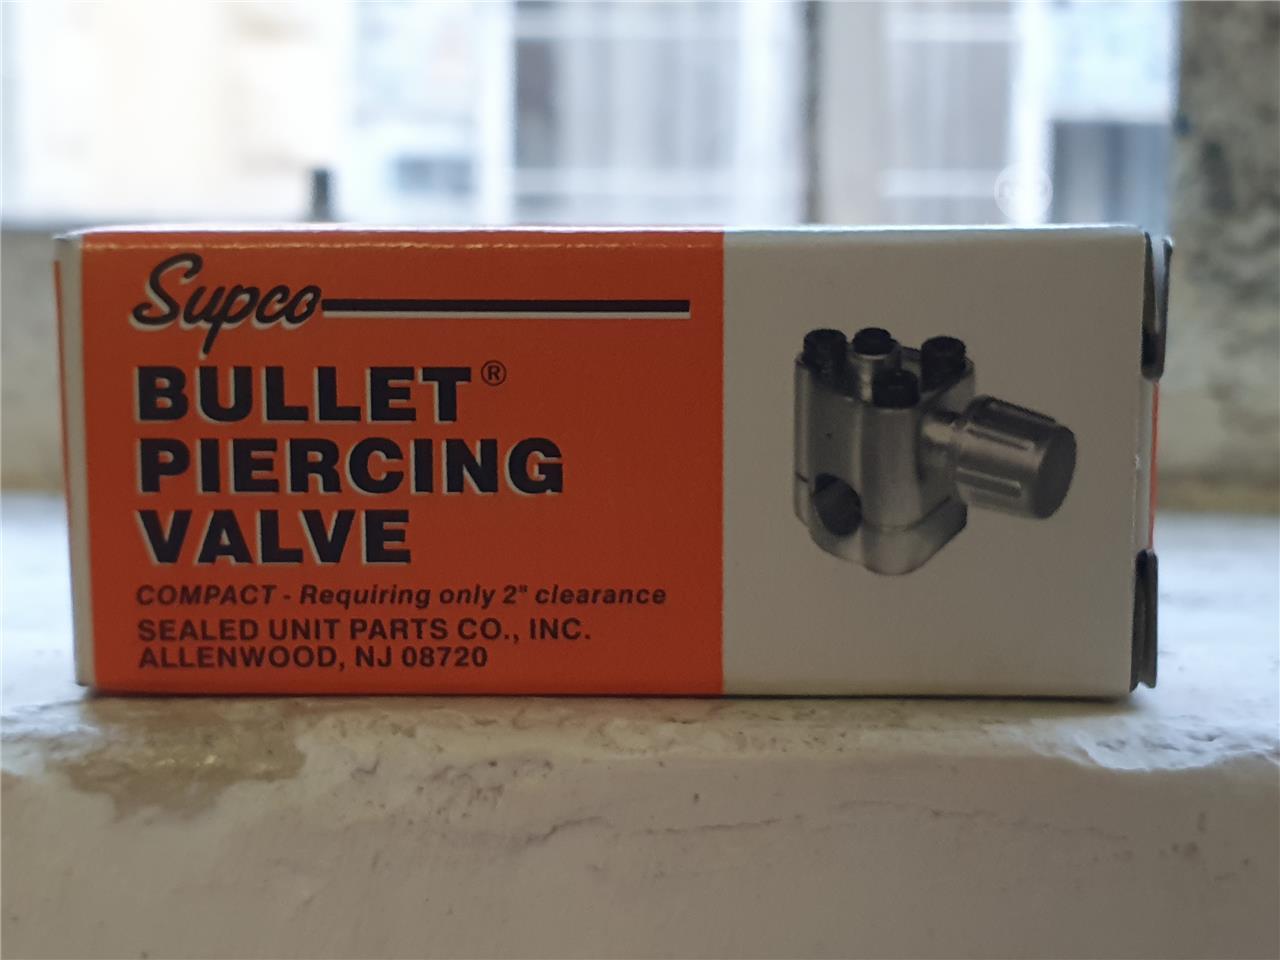 Supco
BULLET®
PIERCING
VALVE
COMPACT - Requiring only 2" clearance
SEALED UNIT PARTS CO., INC.
ALLENWOOD, NJ 08720